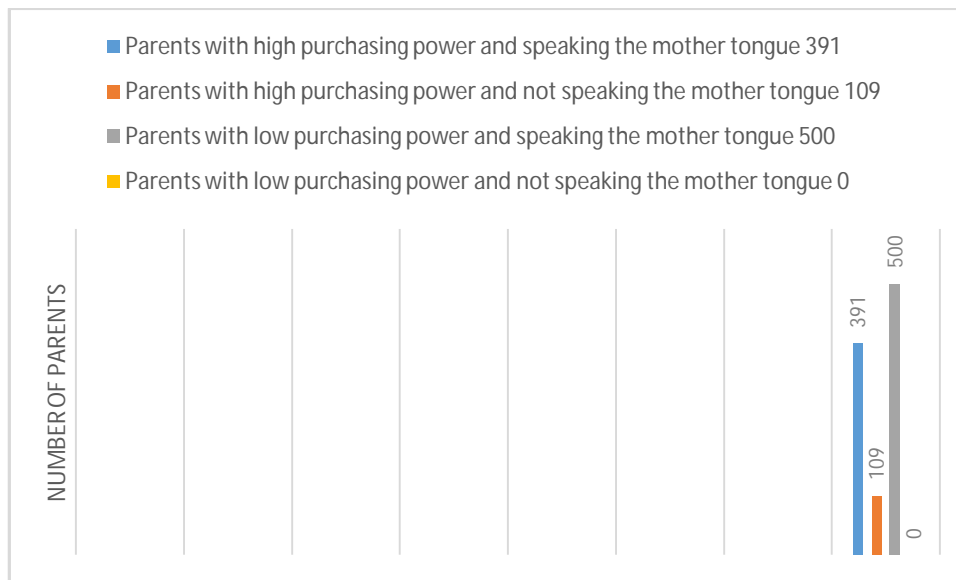 Parents with high purchasing power and speaking the mother tongue 391
Parents with high purchasing power and not speaking the mother tongue 109
Parents with low purchasing power and speaking the mother tongue 500
Parents with low purchasing power and not speaking the mother tongue 0
NUMBER OF PARENTS
391
109
500
0